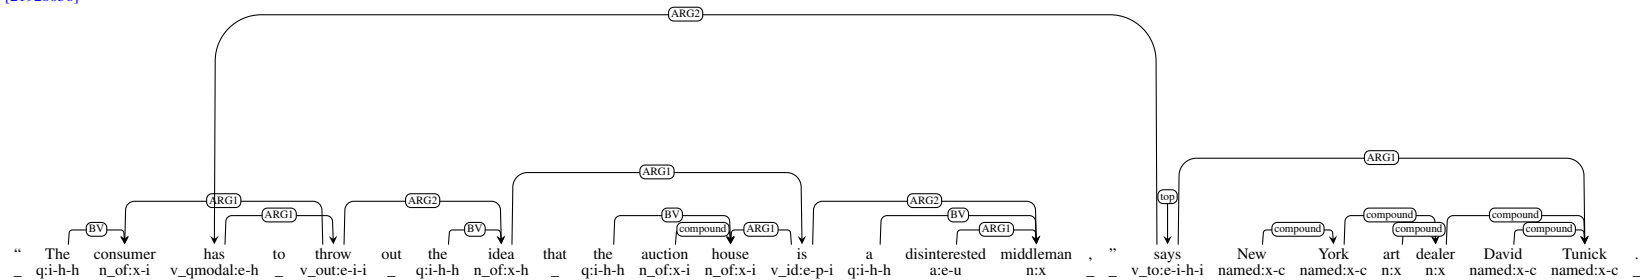 [21928050]
ARG2
ARG1
ARG1 ARG2 ARG2 top
ARG1 BV BV compound compound
BV BV compound ARG1 ARG1 compound compound compound
“ The consumer has to throw out the idea that the auction house is a disinterested middleman , ” says New York art dealer David Tunick .
_ q:i-h-h n_of:x-i v_qmodal:e-h _ v_out:e-i-i _ q:i-h-h n_of:x-h _ q:i-h-h n_of:x-i n_of:x-i v_id:e-p-i q:i-h-h a:e-u n:x _ _ v_to:e-i-h-i named:x-c named:x-c n:x n:x named:x-c named:x-c _